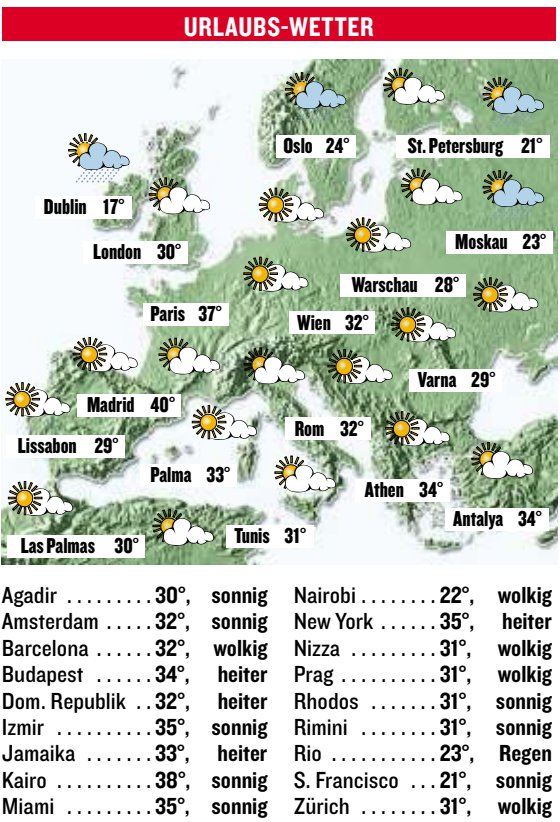 URLAUBS-WETTER
Oslo 24°
St. Petersburg 21°
Dublin 17°
Moskau 23°
London 30°
Warschau 28°
Paris 37°
Wien 32°
Varna 29°
Madrid 40°
Rom 32°
Lissabon 29°
Palma 33°
Athen 34°
Antalya 34°
Tunis 31°
Las Palmas 30°
Agadir ......... 30°, sonnig
Amsterdam ..... 32°, sonnig
Barcelona ...... 32°, wolkig
Budapest ...... 34°, heiter
Dom. Republik .. 32°, heiter
Izmir .......... 35°, sonnig
Jamaika ........ 33°, heiter
Kairo .......... 38°, sonnig
Miami .......... 35°, sonnig
Nairobi ........ 22°, wolkig
New York ...... 35°, heiter
Nizza ......... 31°, wolkig
Prag ........... 31°, wolkig
Rhodos ........ 31°, sonnig
Rimini ......... 31°, sonnig
Rio ........... 23°, Regen
S. Francisco ... 21°, sonnig
Zürich ......... 31°, wolkig